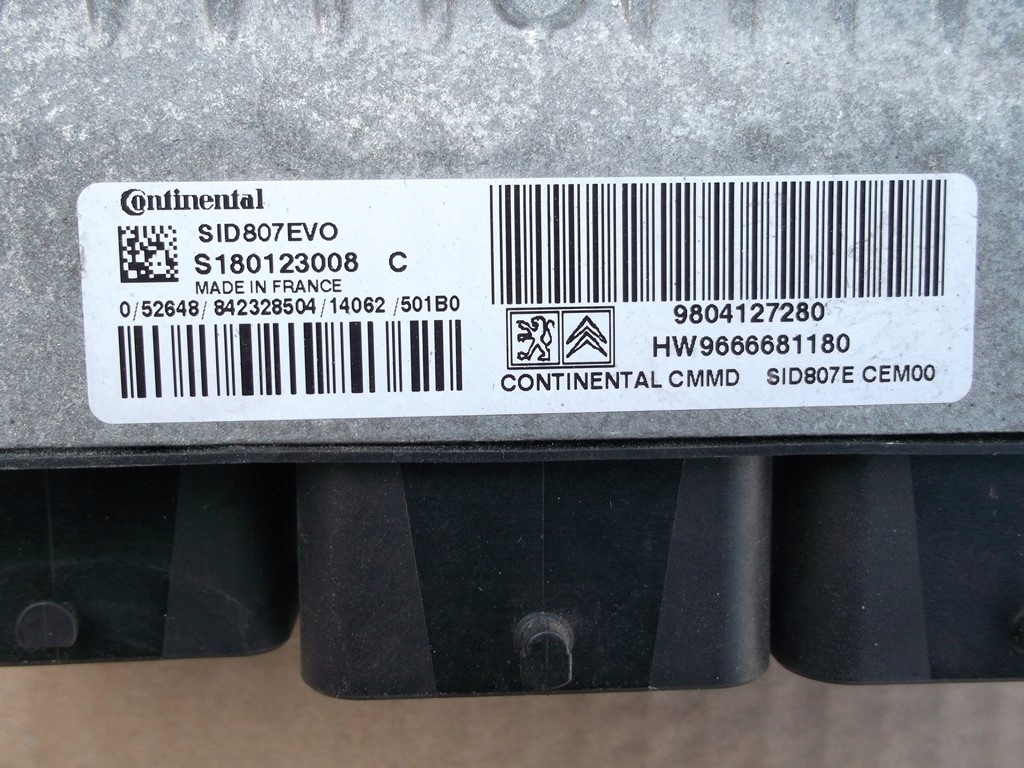 Continental
SID807EVO
S180123008 C
MADE IN FRANCE
0/52648/842328504/14062/501B0
9804127280
HW9666681180
CONTINENTAL CMMD SID807E CEM00